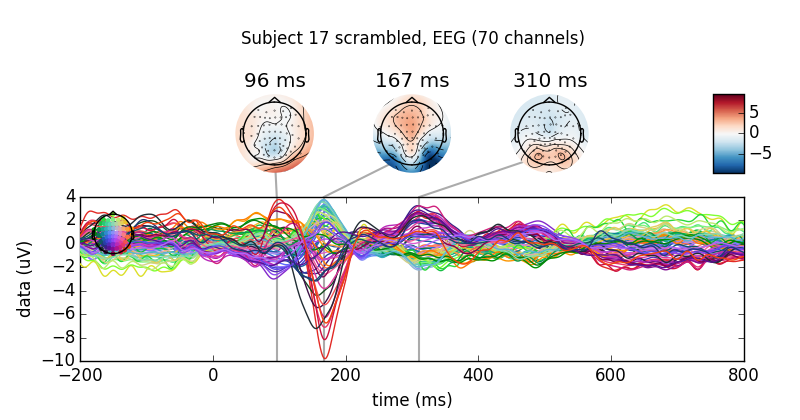 Subject 17 scrambled, EEG (70 channels)
96 ms 167 ms 310 ms
5
0
−5
4
2
0
−2
−4
−6
−8
−10
data (uV)
−200 0 200 400 600 800
time (ms)